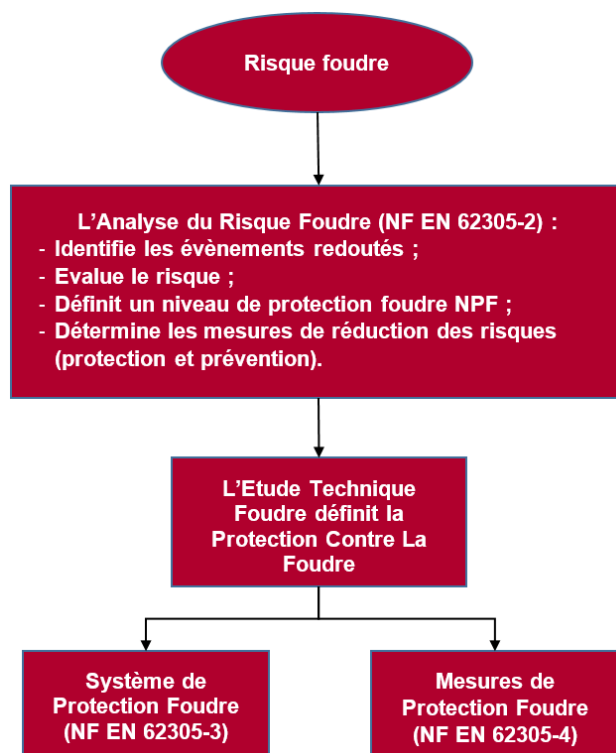 Risque foudre
L'Analyse du Risque Foudre (NF EN 62305-2) :
- Identifie les évènements redoutés ;
- Evalue le risque ;
- Définit un niveau de protection foudre NPF ;
- Détermine les mesures de réduction des risques
(protection et prévention).
L'Etude Technique
Foudre définit la
Protection Contre La
Foudre
Système de
Protection Foudre
(NF EN 62305-3)
Mesures de
Protection Foudre
(NF EN 62305-4)